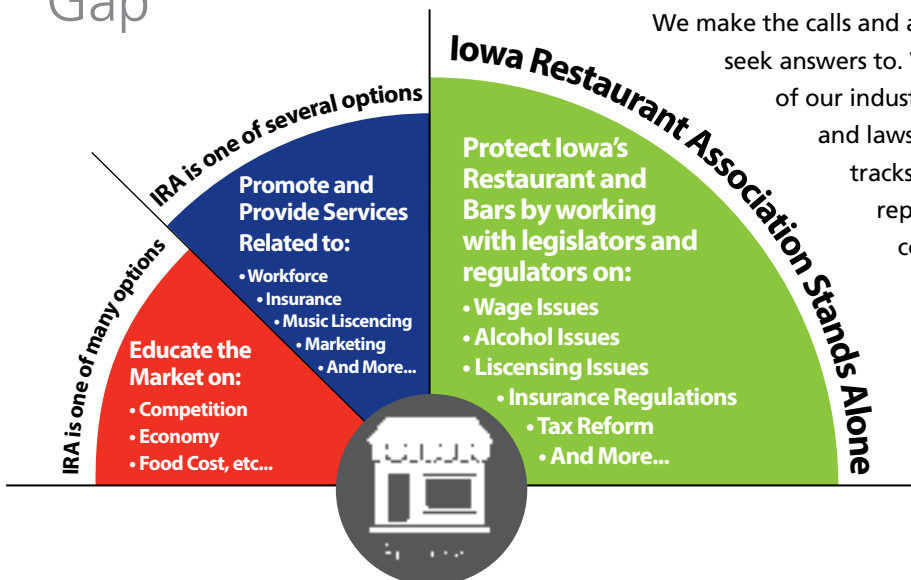 Gap
We make the calls and a
seek answers to.
of our indust
and laws
tracks
rep
IRA is one of many options
Educate the
Market on:
• Competition
• Economy
• Food Cost, etc...
IRA is one of several options
Promote and
Provide Services
Related to:
• Workforce
• Insurance
• Music Liscencing
• Marketing
• And More...
Iowa Restaurant Association Stands Alone
Protect Iowa's
Restaurant and
Bars by working
with legislators and
regulators on:
• Wage Issues
• Alcohol Issues
• Liscensing Issues
• Insurance Regulations
• Tax Reform
• And More...